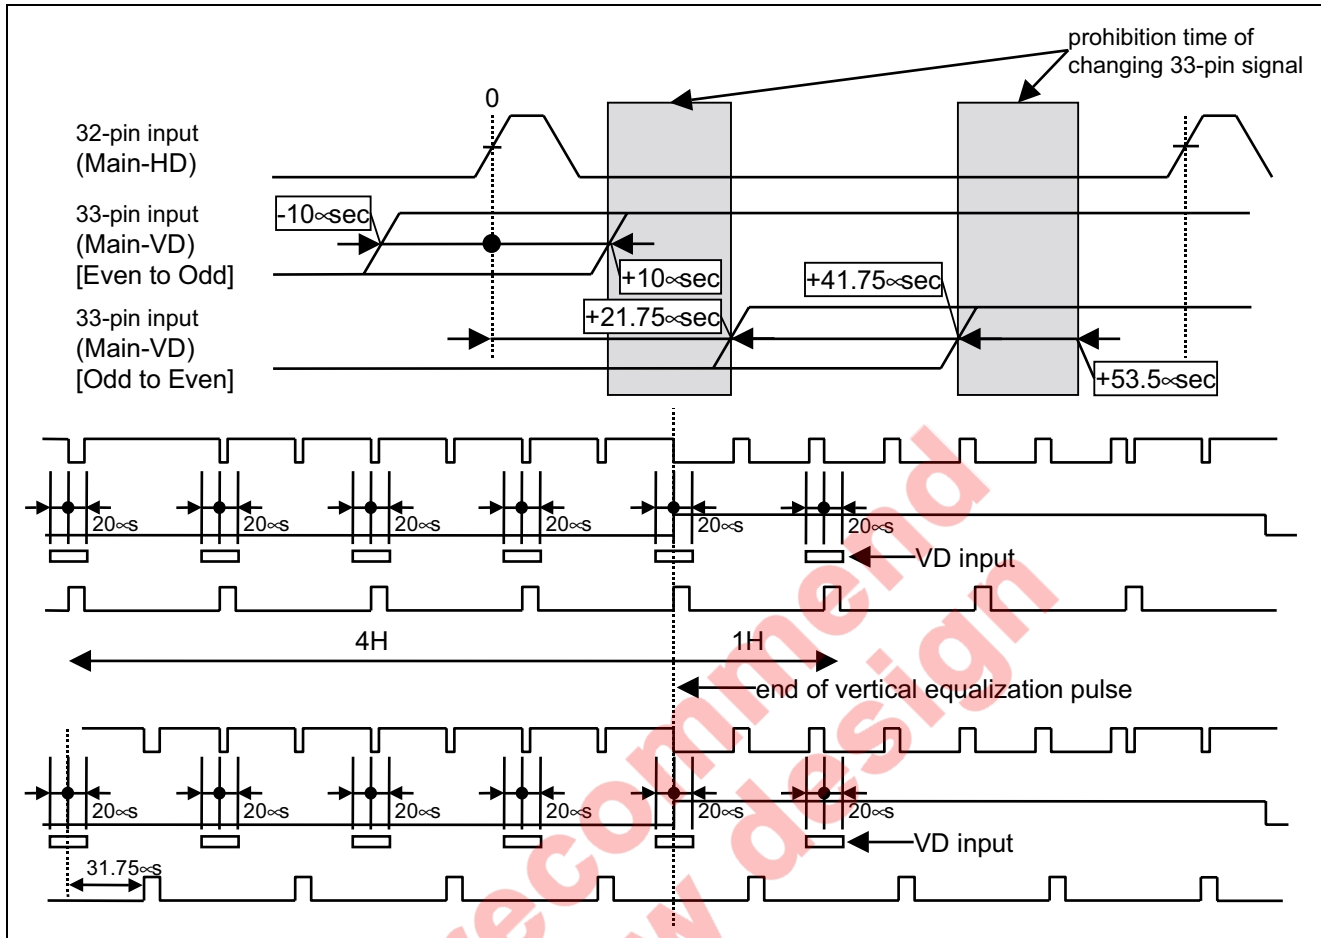 prohibition time of
changing 33-pin signal
0
32-pin input
(Main-HD)
33-pin input
(Main-VD)
[Even to Odd]
-10∝sec
+10∝sec
+41.75∝sec
+21.75∝sec
33-pin input
(Main-VD)
[Odd to Even]
+53.5∝sec
20∝s 20∝s 20∝s 20∝s 20∝s 20∝s
VD input
4H 1H
end of vertical equalization pulse
20∝s 20∝s 20∝s 20∝s 20∝s 20∝s
VD input
31.75∝s
recommend
w design